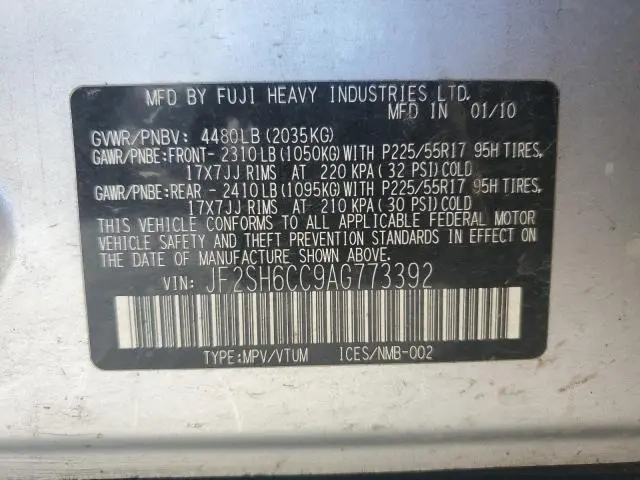 MFD BY FUJI HEAVY INDUSTRIES LTD.
MFD IN 01/10
GVWR/PNBV: 4480LB (2035KG)
GAWR/PNBE:FRONT- 2310LB (1050KG) WITH P225/55R17 95H TIRES,
17X7JJ RIMS AT 220 KPA ( 32 PSI) COLD
GAWR/PNBE:REAR - 2410LB (1095KG) WITH P225/55R17 95H TIRES,
17X7JJ RIMS AT 210 KPA ( 30 PSI) COLD
THIS VEHICLE CONFORMS TO ALL APPLICABLE FEDERAL MOTOR
VEHICLE SAFETY AND THEFT PREVENTION STANDARDS IN EFFECT ON THE
DATE OF MANUFACTURE SHOWN ABOVE.
VIN: JF2SH6CC9AG773392
TYPE:MPV/VTUM ICES/NMB-002